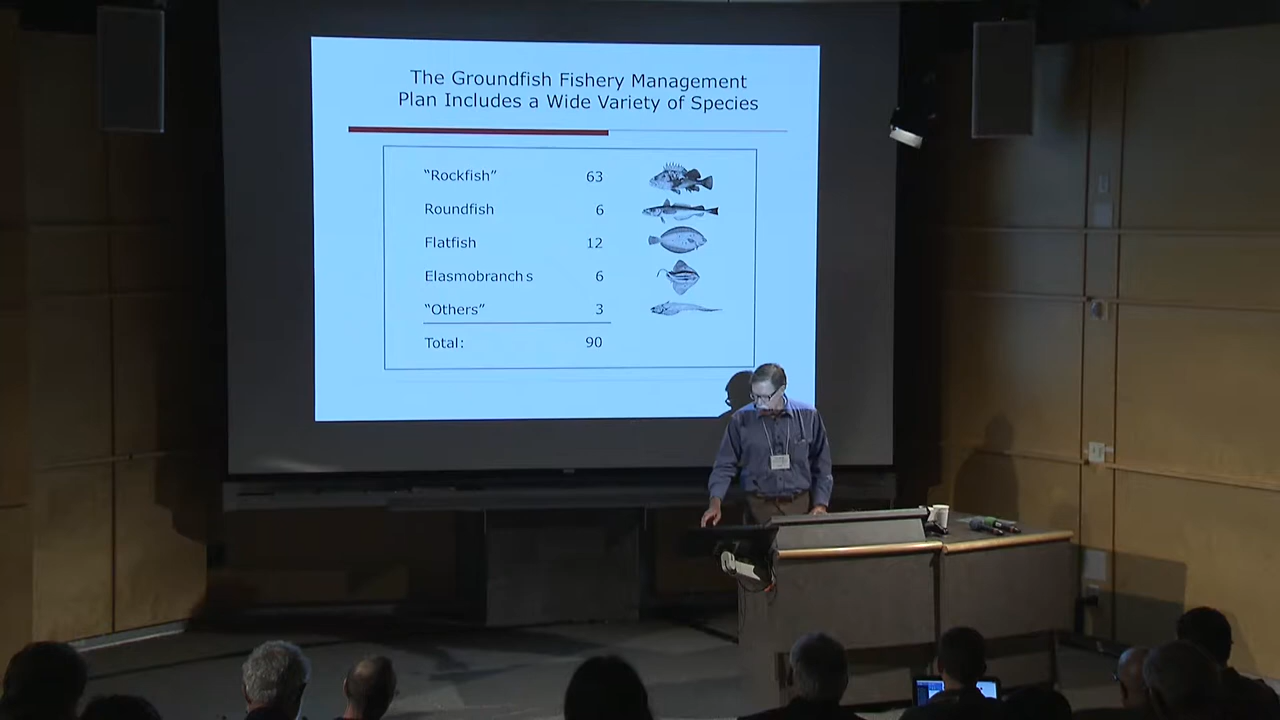 The Groundfish Fishery Management
Plan Includes a Wide Variety of Species
“Rockfish” 63
Roundfish 6
Flatfish 12
Elasmobranchs 6
“Others” 3
Total: 90